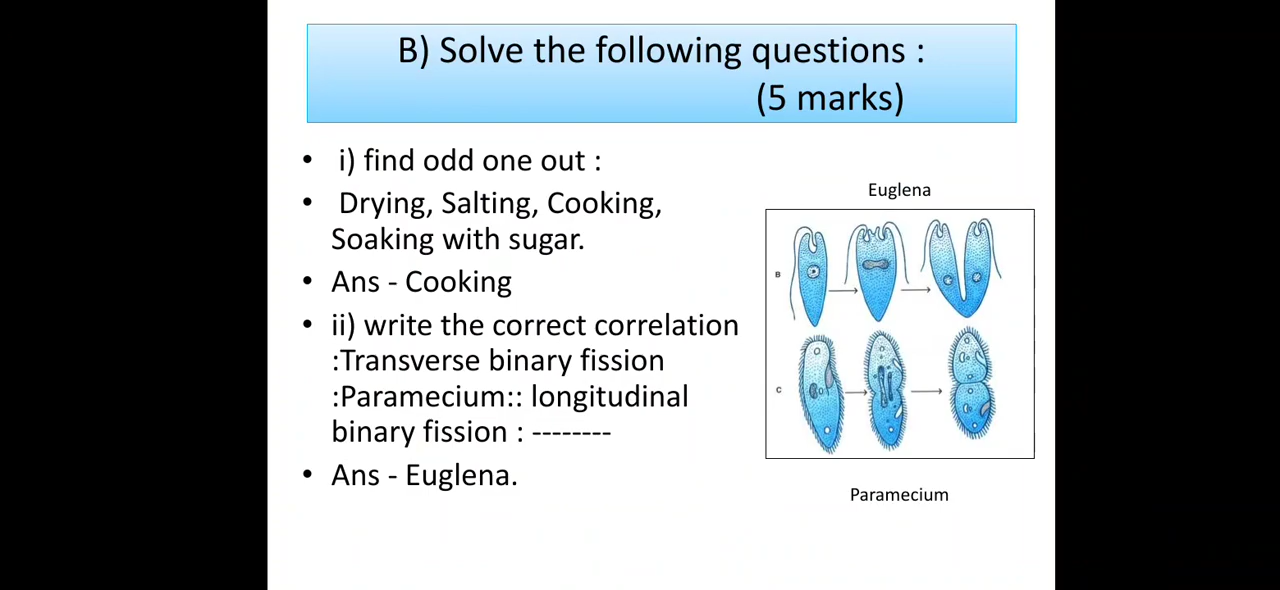 B) Solve the following questions :
(5 marks)
• i) find odd one out :
• Drying, Salting, Cooking,
Soaking with sugar.
• Ans - Cooking
• ii) write the correct correlation
:Transverse binary fission
:Paramecium:: longitudinal
binary fission : --------
• Ans - Euglena.
Euglena
B
C
Paramecium